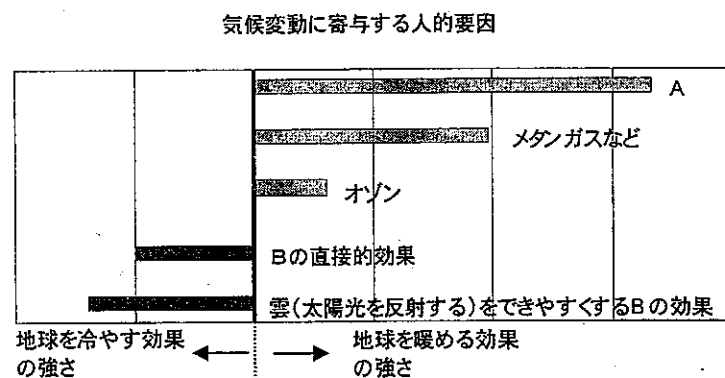 気候変動に寄与する人的要因
A
メタンガスなど
オゾン
Bの直接的効果
雲(太陽光を反射する)をできやすくするBの効果
地球を冷やす効果
の強さ
地球を暖める効果
の強さ